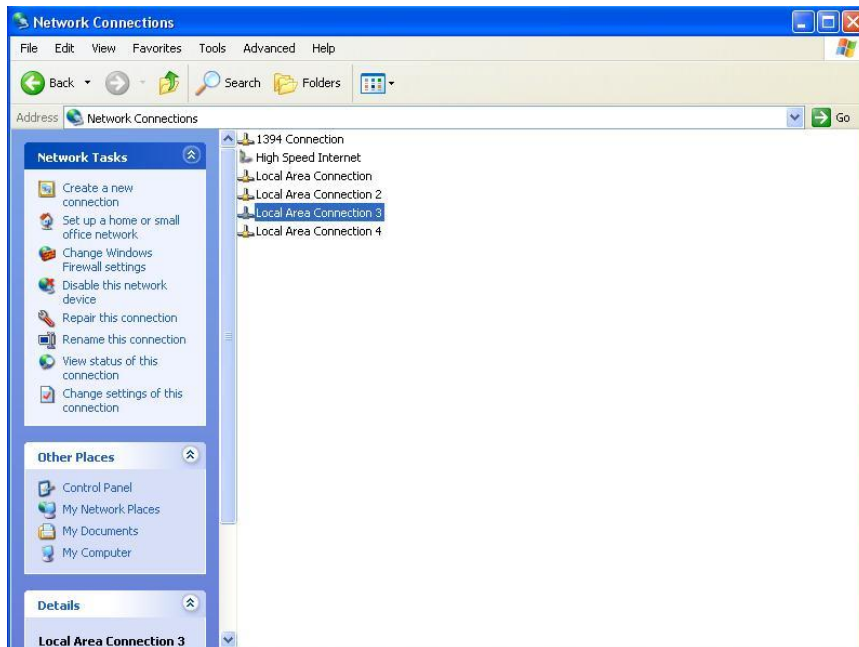 Network Connections
File Edit View Favorites Tools Advanced Help
Back Search Folders
Address Network Connections Go
Network Tasks
Create a new
connection
Set up a home or small
office network
Change Windows
Firewall settings
Disable this network
device
Repair this connection
Rename this connection
View status of this
connection
Change settings of this
connection
Other Places
Control Panel
My Network Places
My Documents
My Computer
Details
Local Area Connection 3
1394 Connection
High Speed Internet
Local Area Connection
Local Area Connection 2
Local Area Connection 3
Local Area Connection 4